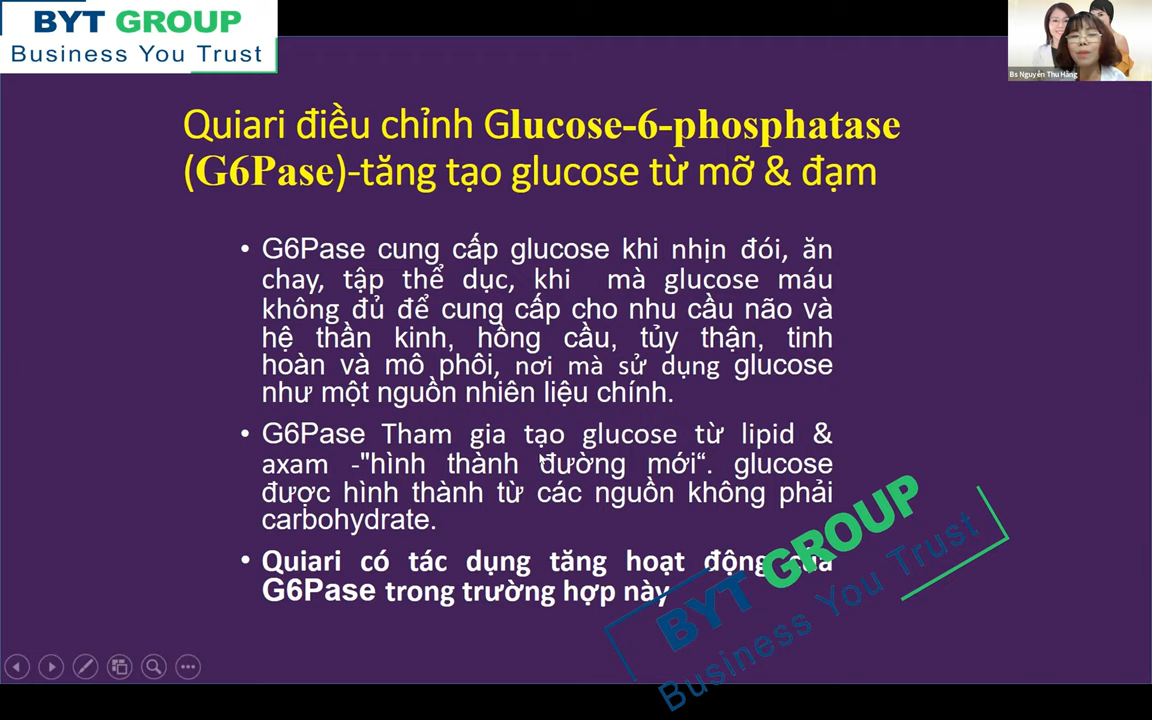 BYT GROUP
Business You Trust
Bs Nguyễn Thu Hằng
Quiari điều chỉnh Glucose-6-phosphatase
(G6Pase)-tăng tạo glucose từ mỡ & đạm
• G6Pase cung cấp glucose khi nhịn đói, ăn
chay, tập thể dục, khi mà glucose máu
không đủ để cung cấp cho nhu cầu não và
hệ thần kinh, hồng cầu, tủy thận, tinh
hoàn và mô phôi, nơi mà sử dụng glucose
như một nguồn nhiên liệu chính.
• G6Pase Tham gia tạo glucose từ lipid &
axam -"hình thành đường mới“. glucose
được hình thành từ các nguồn không phải
carbohydrate.
• Quiari có tác dụng tăng hoạt động của
G6Pase trong trường hợp này
BYT GROUP
Business You Trust